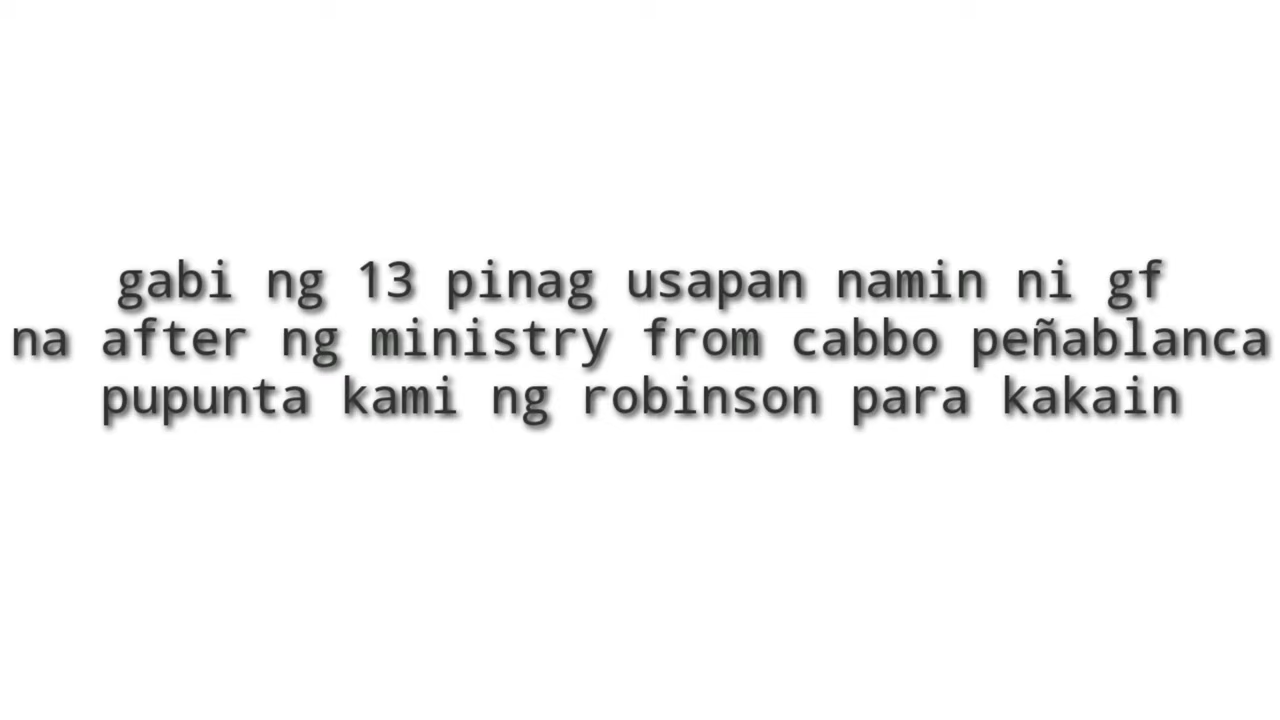 gabi ng 13 pinag usapan namin ni gf
na after ng ministry from cabbo peñablanca
pupunta kami ng robinson para kakain